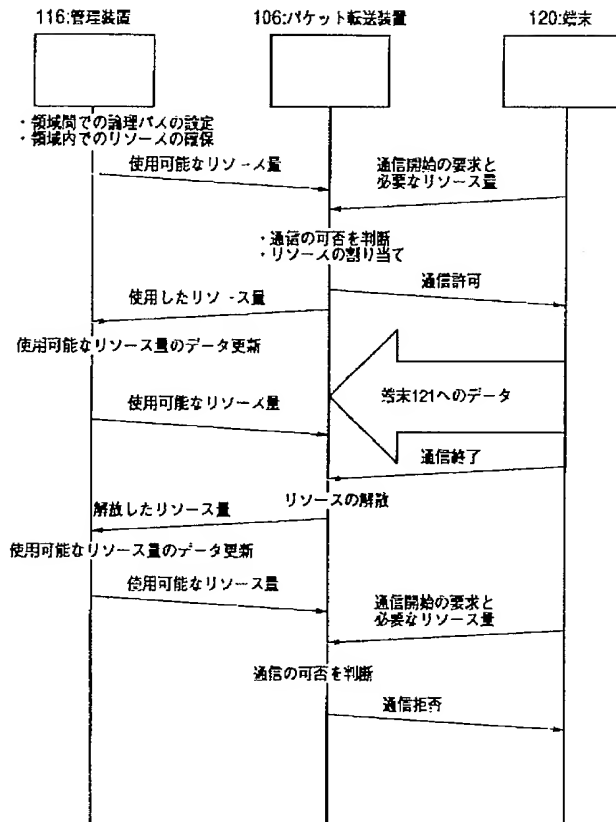 116:管理装置
106:パケット転送装置
120:端末
・領域間での論理パスの設定
・領域内でのリソースの確保
使用可能なリソース量
通信開始の要求と
必要なリソース量
・通信の可否を判断
・リソースの割り当て
通信許可
使用したリソース量
使用可能なリソース量のデータ更新
端末121へのデータ
使用可能なリソース量
通信終了
リソースの解散
解放したリソース量
使用可能なリソース量のデータ更新
使用可能なリソース量
通信開始の要求と
必要なリソース量
通信の可否を判断
通信拒否